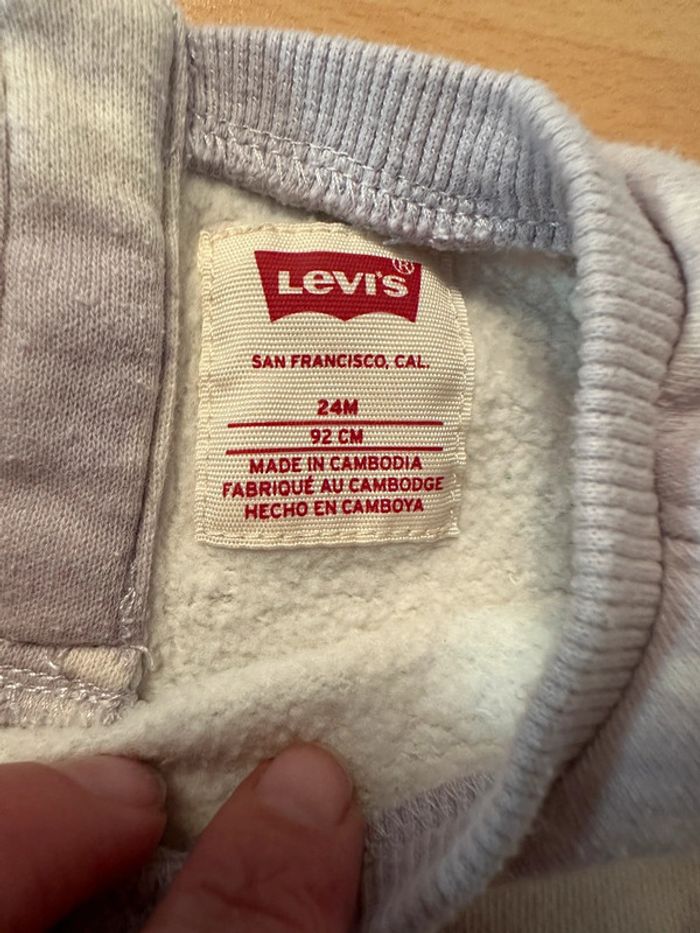 Levi's®
SAN FRANCISCO, CAL.
24M
92 CM
MADE IN CAMBODIA
FABRIQUÉ AU CAMBODGE
HECHO EN CAMBOYA